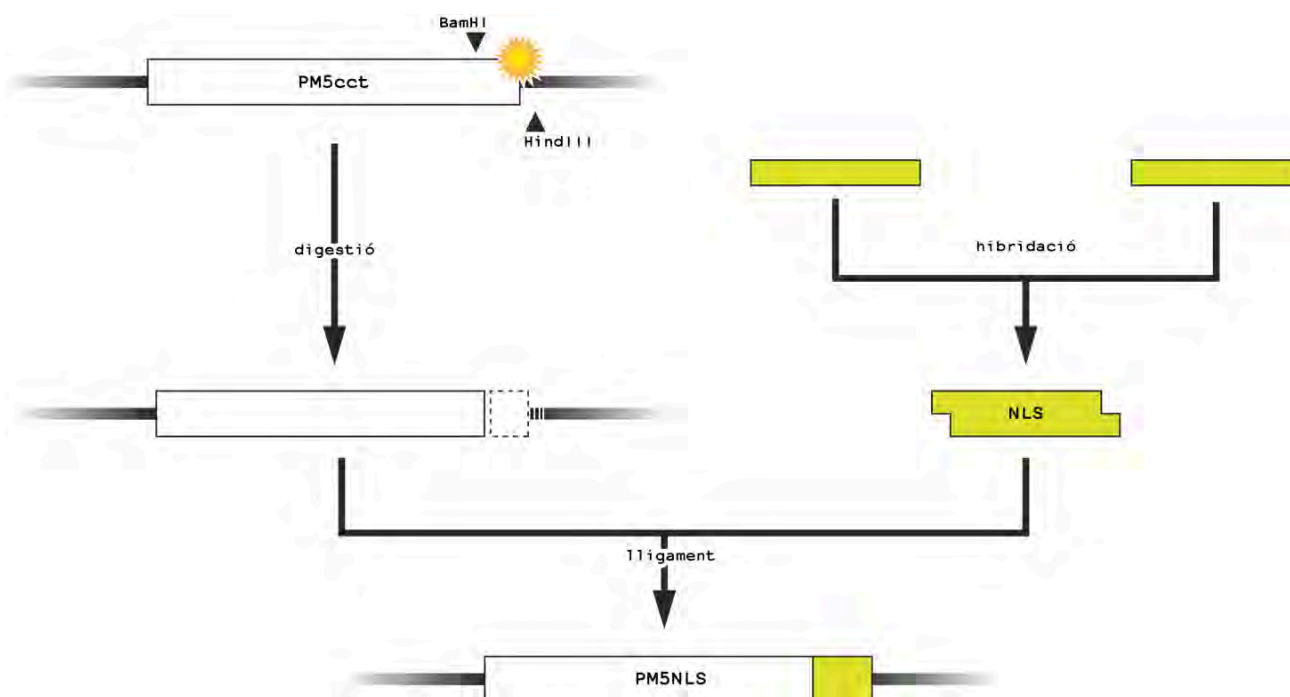 BamHI
PM5cct
HindIII
digestió
hibridació
NLS
lligament
PM5NLS